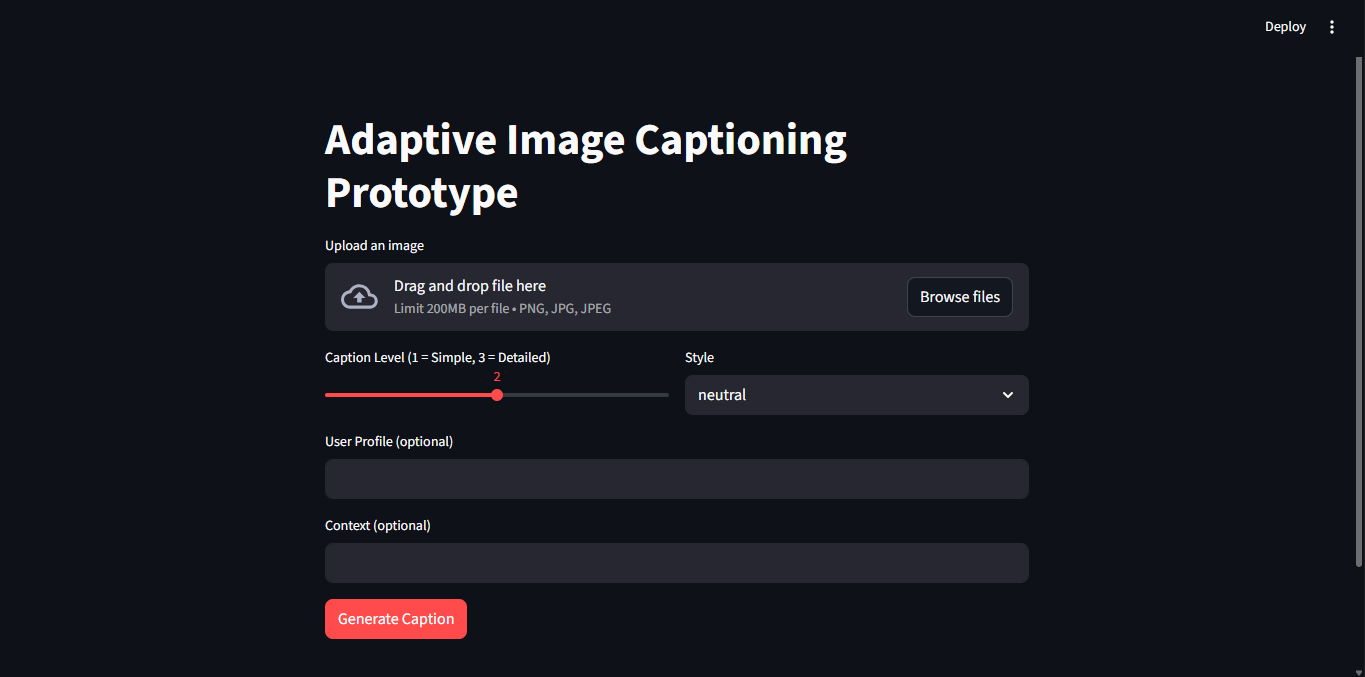 Deploy
Adaptive Image Captioning
Prototype
Upload an image
Drag and drop file here
Limit 200MB per file • PNG, JPG, JPEG
Browse files
Caption Level (1 = Simple, 3 = Detailed)
2
Style
neutral
User Profile (optional)
Context (optional)
Generate Caption